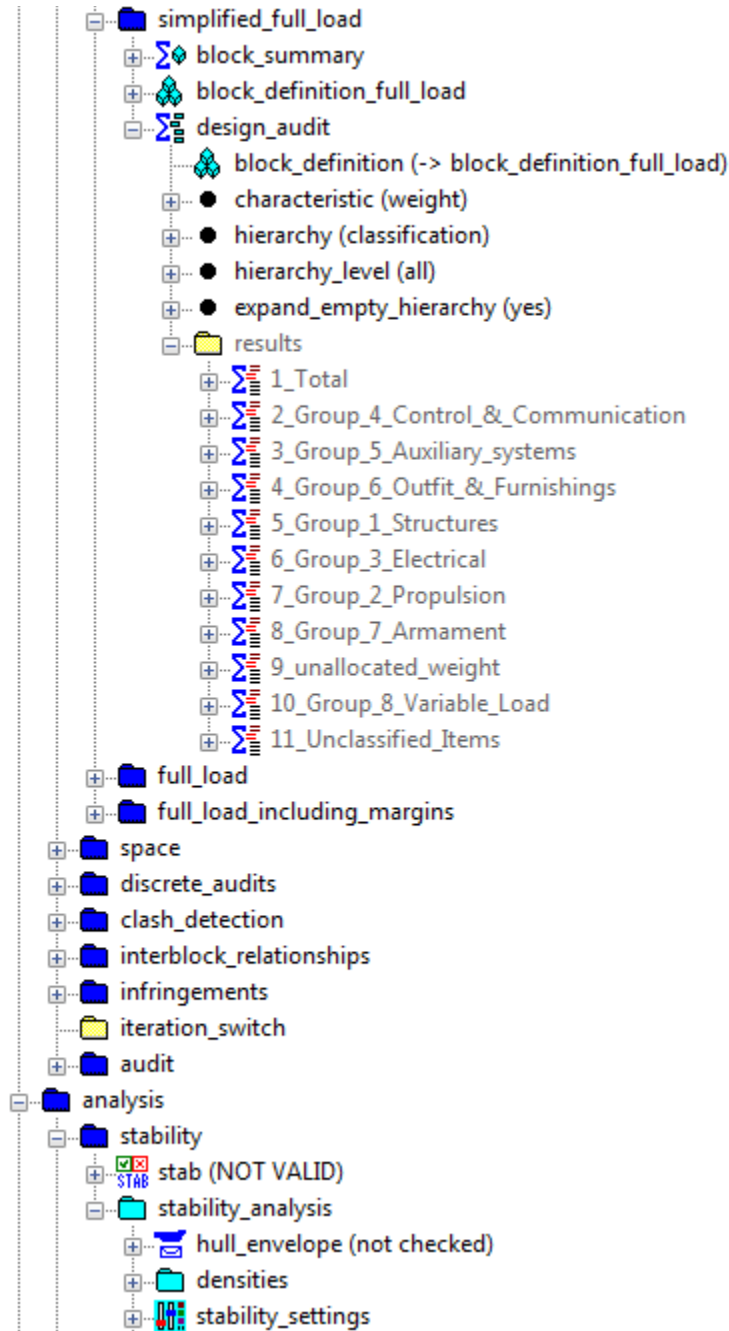 simplified_full_load
block_summary
block_definition_full_load
design_audit
block_definition (-> block_definition_full_load)
characteristic (weight)
hierarchy (classification)
hierarchy_level (all)
expand_empty_hierarchy (yes)
results
1_Total
2_Group_4_Control_&_Communication
3_Group_5_Auxiliary_systems
4_Group_6_Outfit_&_Furnishings
5_Group_1_Structures
6_Group_3_Electrical
7_Group_2_Propulsion
8_Group_7_Armament
9_unallocated_weight
10_Group_8_Variable_Load
11_Unclassified_Items
full_load
full_load_including_margins
space
discrete_audits
clash_detection
interblock_relationships
infringements
iteration_switch
audit
analysis
stability
STAB stab (NOT VALID)
stability_analysis
hull_envelope (not checked)
densities
stability_settings